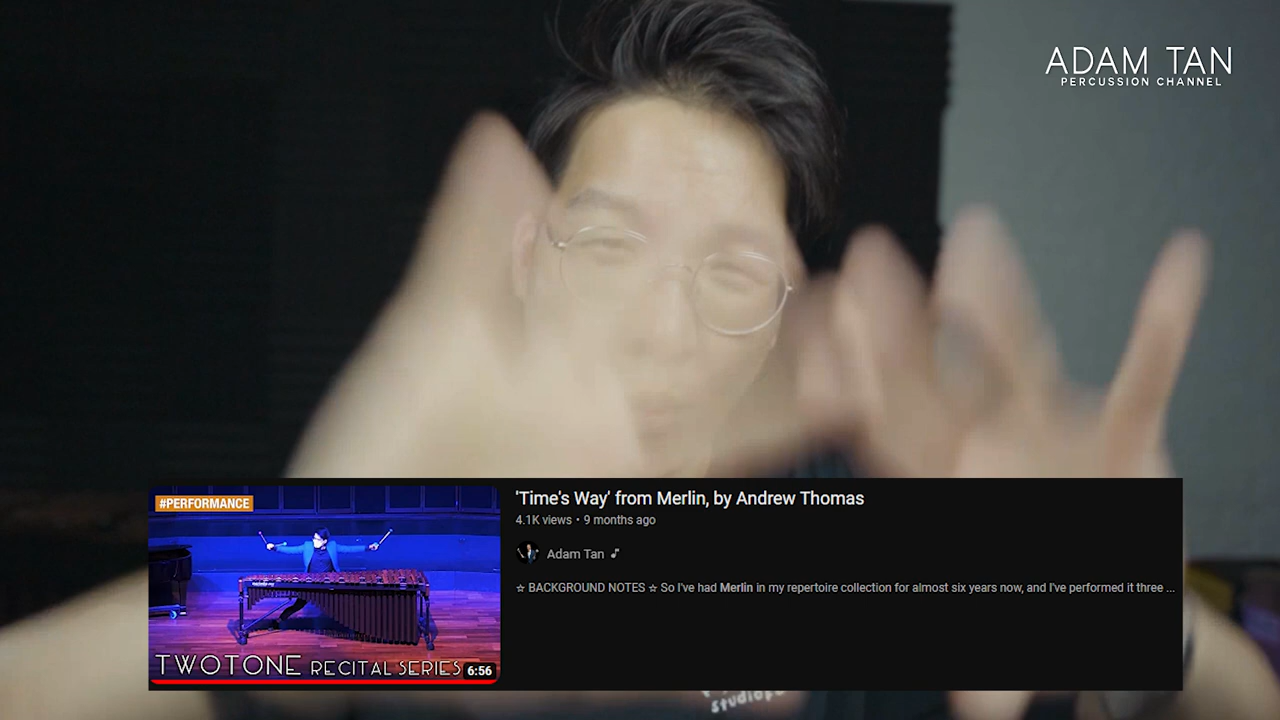 ADAM TAN
PERCUSSION CHANNEL
#PERFORMANCE
TWOTONE RECITAL SERIES
6:56
'Time's Way' from Merlin, by Andrew Thomas
4.1K views • 9 months ago
Adam Tan ♪
☆ BACKGROUND NOTES ☆ So I've had Merlin in my repertoire collection for almost six years now, and I've performed it three ...